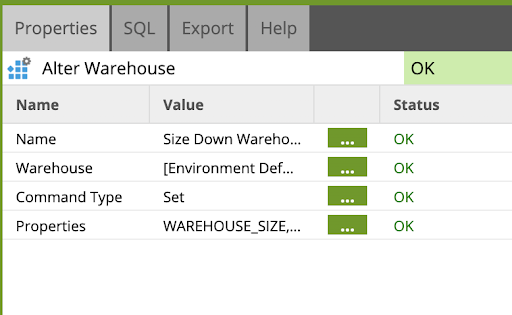 Properties SQL Export Help
Alter Warehouse OK
Name Value Status
Name Size Down Wareho... ... OK
Warehouse [Environment Def... ... OK
Command Type Set ... OK
Properties WAREHOUSE_SIZE,... ... OK